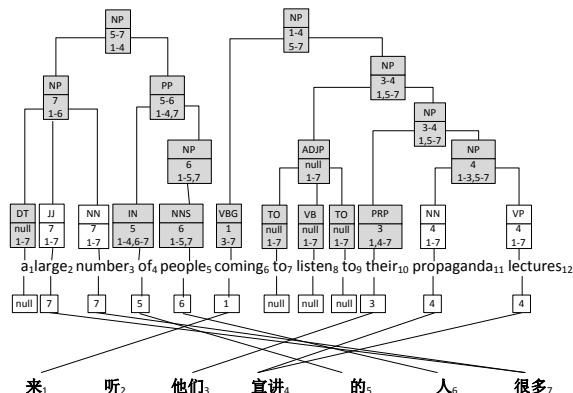 NP NP
5-7 1-4
1-4 5-7
NP
3-4
1,5-7
NP PP
7 5-6
1-6 1-4,7
NP
3-4
1,5-7
NP ADJP NP
6 null 4
1-5,7 1-7 1-3,5-7
DT JJ NN IN NNS VBG TO VB TO PRP NN VP
null 7 7 5 6 1 null null null 3 4 4
1-7 1-7 1-7 1-4,6-7 1-5,7 3-7 1-7 1-7 1-7 1,4-7 1-7 1-7
a₁large₂ number₃ of₄ people₅ coming₆ to₇ listen₈ to₉ their₁₀ propaganda₁₁ lectures₁₂
null 7 7 5 6 1 null null 3 4 4
来₁ 听₂ 他们₃ 宣讲₄ 的₅ 人₆ 很多₇